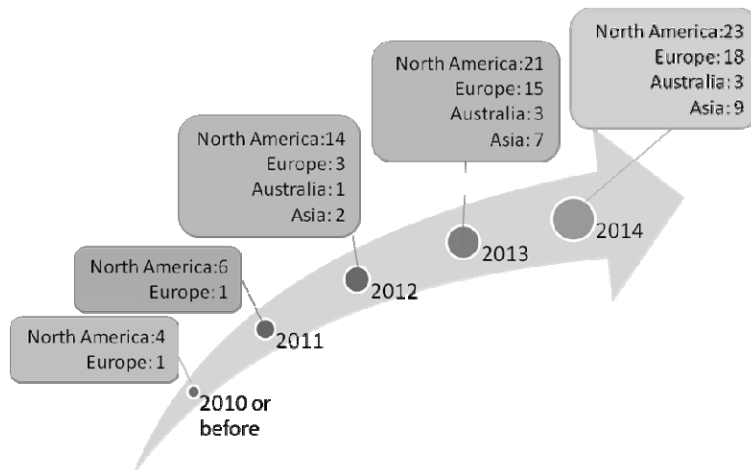 North America:23
Europe: 18
Australia: 3
Asia: 9
2014
North America:21
Europe: 15
Australia: 3
Asia: 7
2013
North America:14
Europe: 3
Australia: 1
Asia: 2
2012
North America:6
Europe: 1
2011
North America:4
Europe: 1
2010 or
before